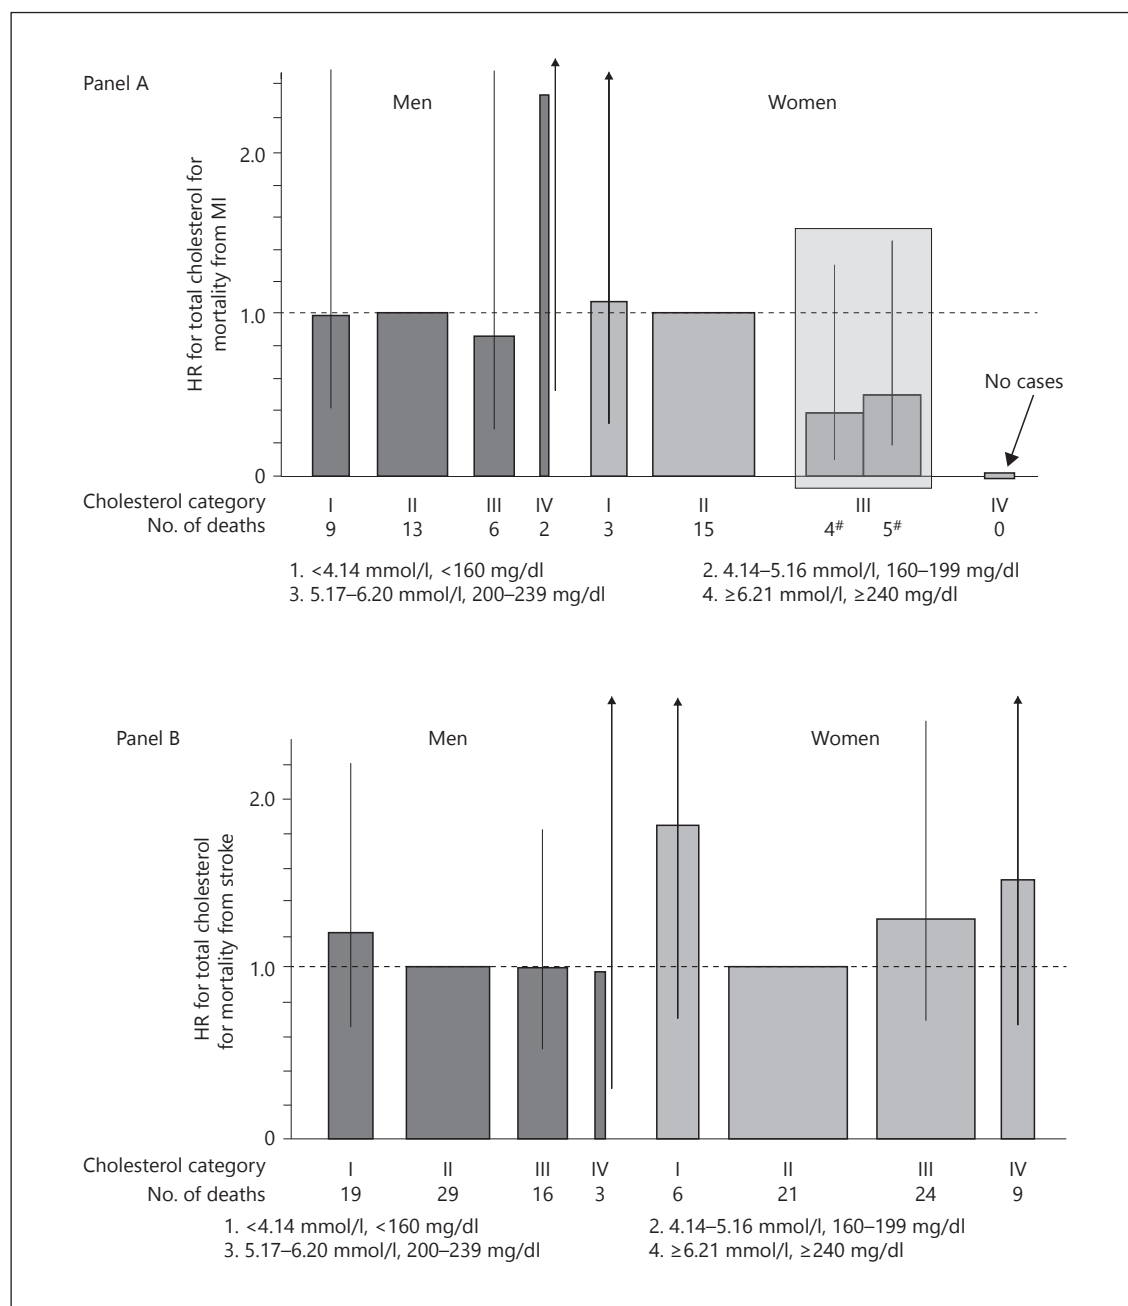 Panel A
Men
Women
HR for total cholesterol for
mortality from MI
2.0
1.0
0
No cases
Cholesterol category I II III IV I II III IV
No. of deaths 9 13 6 2 3 15 4# 5# 0
1. <4.14 mmol/l, <160 mg/dl 2. 4.14–5.16 mmol/l, 160–199 mg/dl
3. 5.17–6.20 mmol/l, 200–239 mg/dl 4. ≥6.21 mmol/l, ≥240 mg/dl
Panel B
Men
Women
HR for total cholesterol
for mortality from stroke
2.0
1.0
0
Cholesterol category I II III IV I II III IV
No. of deaths 19 29 16 3 6 21 24 9
1. <4.14 mmol/l, <160 mg/dl 2. 4.14–5.16 mmol/l, 160–199 mg/dl
3. 5.17–6.20 mmol/l, 200–239 mg/dl 4. ≥6.21 mmol/l, ≥240 mg/dl